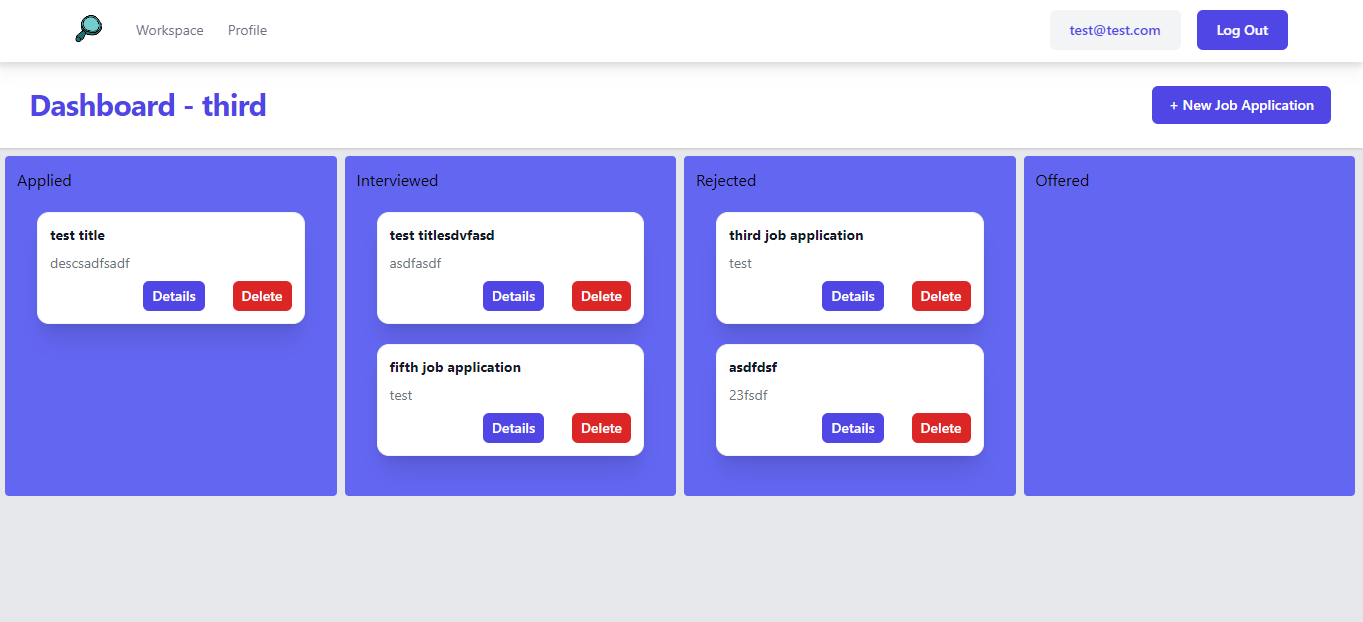 Workspace Profile test@test.com Log Out
Dashboard - third + New Job Application
Applied
test title
descsadfsadf
Details Delete
Interviewed
test titlesdvfasd
asdfasdf
Details Delete
fifth job application
test
Details Delete
Rejected
third job application
test
Details Delete
asdfdsf
23fsdf
Details Delete
Offered